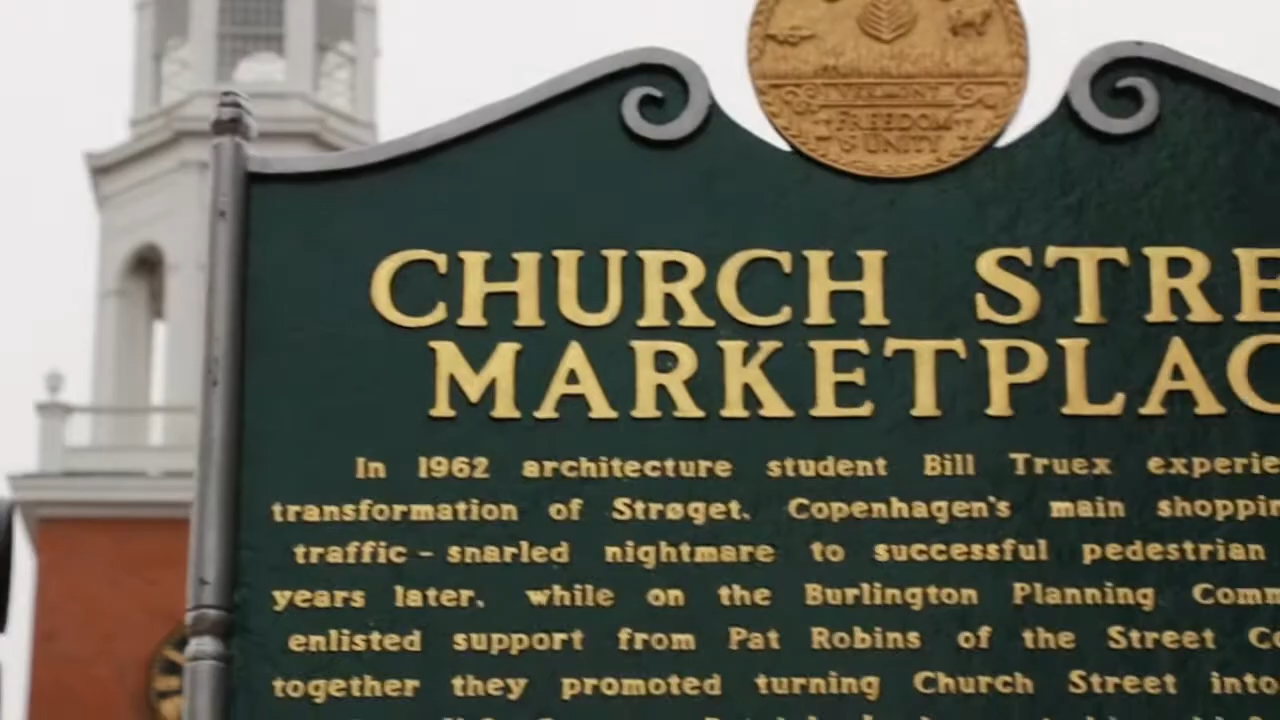 VERMONT
FREEDOM
& UNITY
CHURCH STRE
MARKETPLAC
In 1962 architecture student Bill Truex experie
transformation of Strøget, Copenhagen's main shoppin
traffic - snarled nightmare to successful pedestrian
years later, while on the Burlington Planning Comm
enlisted support from Pat Robins of the Street Co
together they promoted turning Church Street into